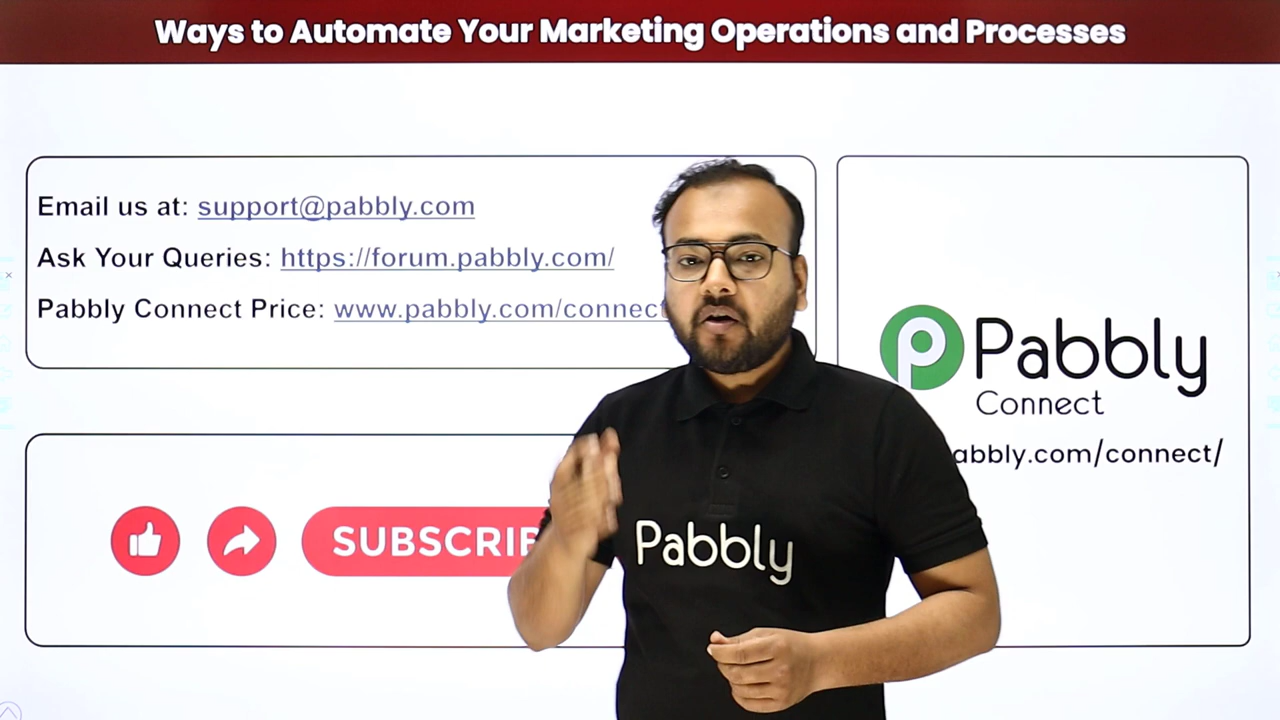 Ways to Automate Your Marketing Operations and Processes
Email us at: support@pabbly.com
Ask Your Queries: https://forum.pabbly.com/
Pabbly Connect Price: www.pabbly.com/connect
Pabbly
Connect
abbly.com/connect/
SUBSCRIB
Pabbly